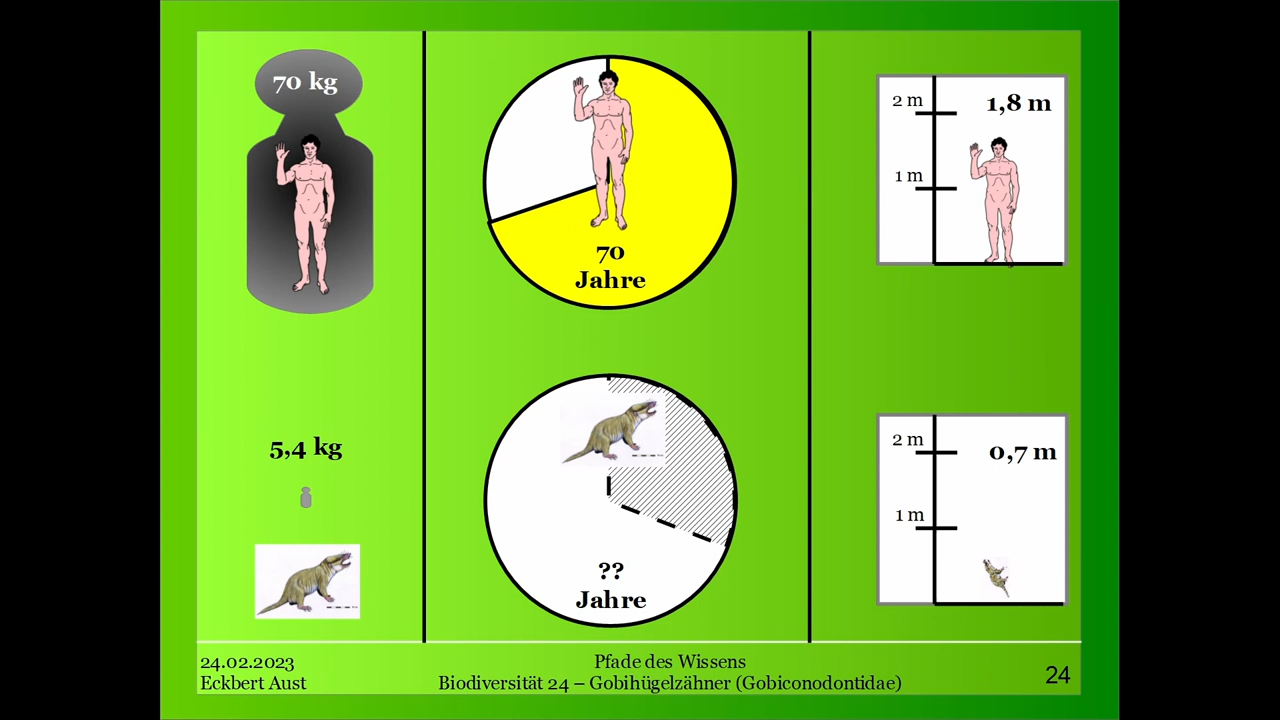 70 kg
70
Jahre
2 m
1,8 m
1 m
5,4 kg
??
Jahre
2 m
0,7 m
1 m
24.02.2023
Eckbert Aust
Pfade des Wissens
Biodiversität 24 – Gobihügelzähner (Gobiconodontidae)
24